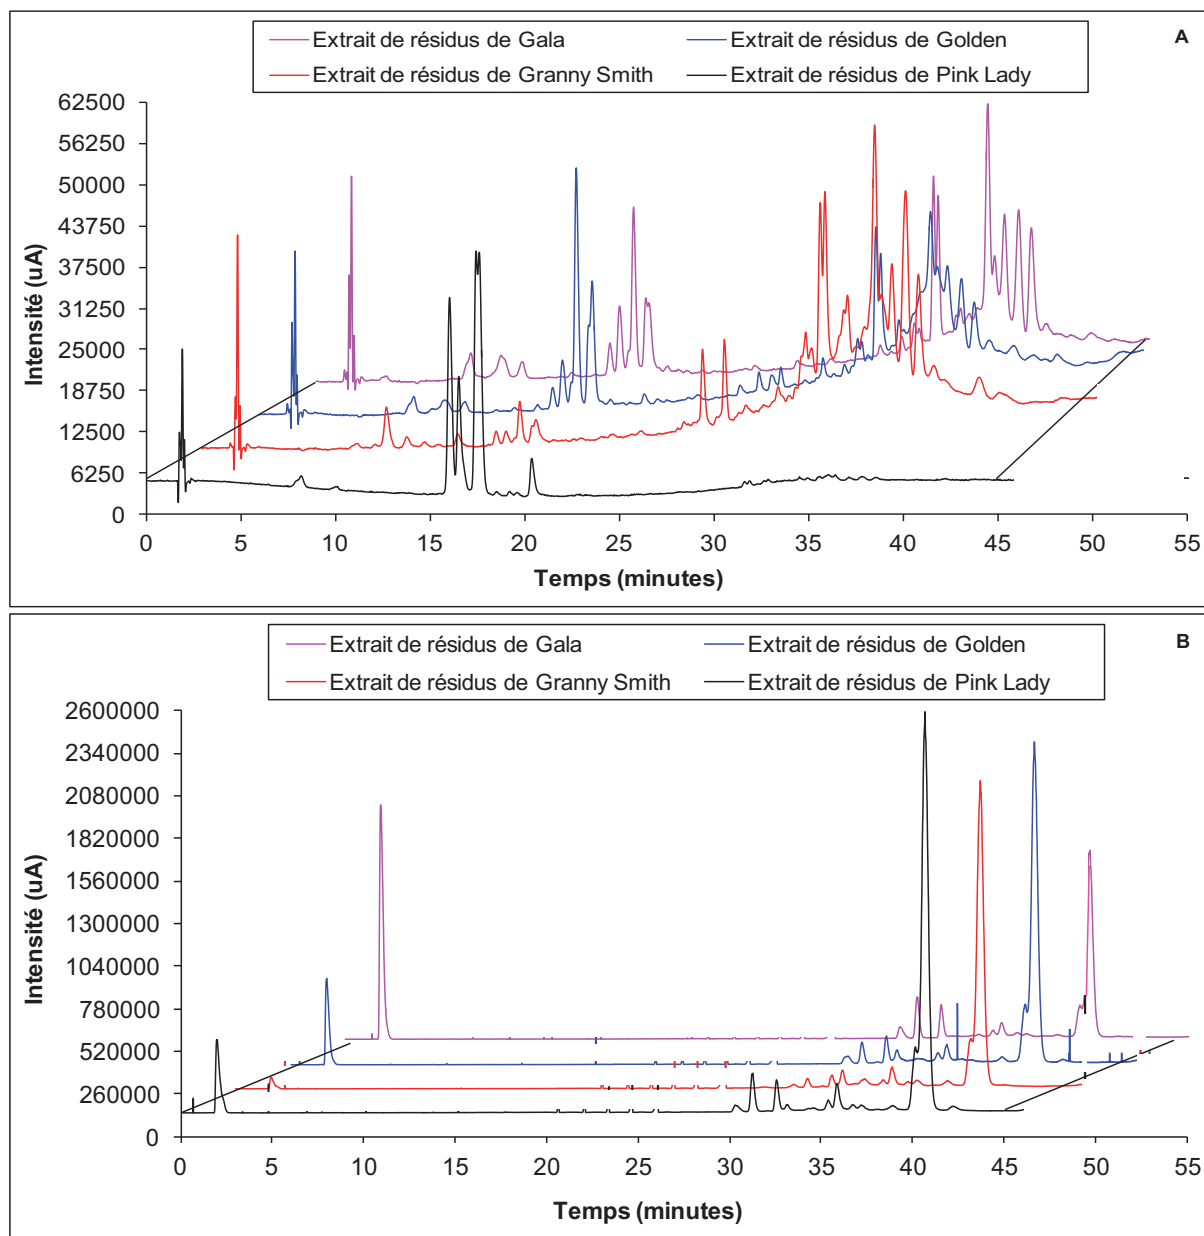 Extrait de résidus de Gala
Extrait de résidus de Golden
A
Extrait de résidus de Granny Smith
Extrait de résidus de Pink Lady
62500
56250
50000
43750
37500
31250
25000
18750
12500
6250
0
Intensité (uA)
0 5 10 15 20 25 30 35 40 45 50 55
Temps (minutes)
Extrait de résidus de Gala
Extrait de résidus de Golden
B
Extrait de résidus de Granny Smith
Extrait de résidus de Pink Lady
2600000
2340000
2080000
1820000
1560000
1300000
1040000
780000
520000
260000
0
Intensité (uA)
0 5 10 15 20 25 30 35 40 45 50 55
Temps (minutes)